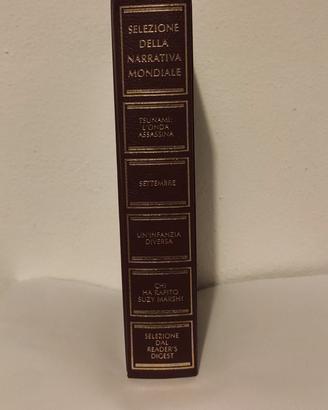 SELEZIONE
DELLA
NARRATIVA
MONDIALE
TSUNAMI:
L'ONDA
ASSASSINA
SETTEMBRE
UN'INFANZIA
DIVERSA
CHI
HA RAPITO
SUZY MARSH?
SELEZIONE
DAL
READER'S
DIGEST